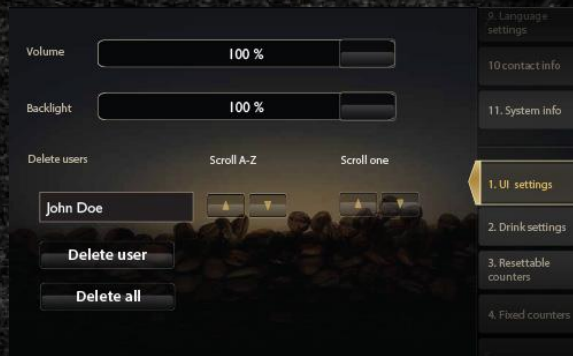 Volume
100 %
Backlight
100 %
Delete users
Scroll A-Z
Scroll one
John Doe
Delete user
Delete all
9. Language
settings
10 contact info
11. System info
1. UI settings
2. Drink settings
3. Resettable
counters
4. Fixed counters